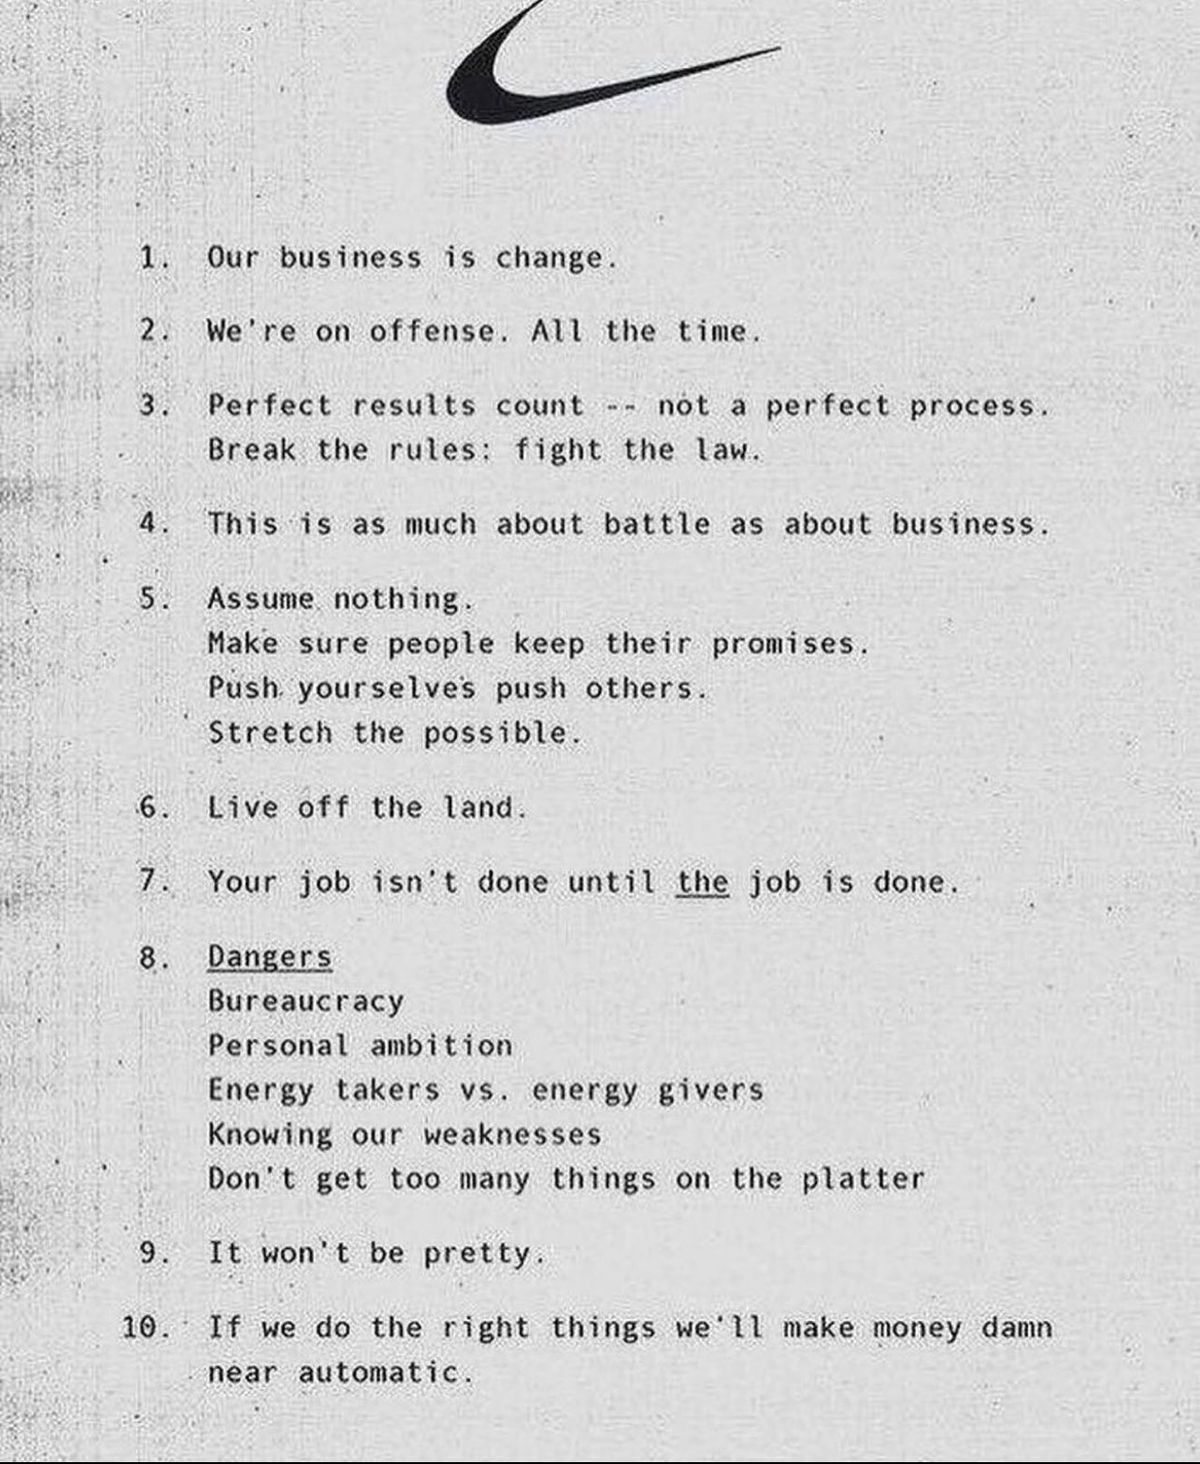 1. Our business is change.
2. We're on offense. All the time.
3. Perfect results count -- not a perfect process.
Break the rules: fight the law.
4. This is as much about battle as about business.
5. Assume nothing.
Make sure people keep their promises.
Push yourselves push others.
Stretch the possible.
6. Live off the land.
7. Your job isn't done until the job is done.
8. Dangers
Bureaucracy
Personal ambition
Energy takers vs. energy givers
Knowing our weaknesses
Don't get too many things on the platter
9. It won't be pretty.
10. If we do the right things we'll make money damn
near automatic.